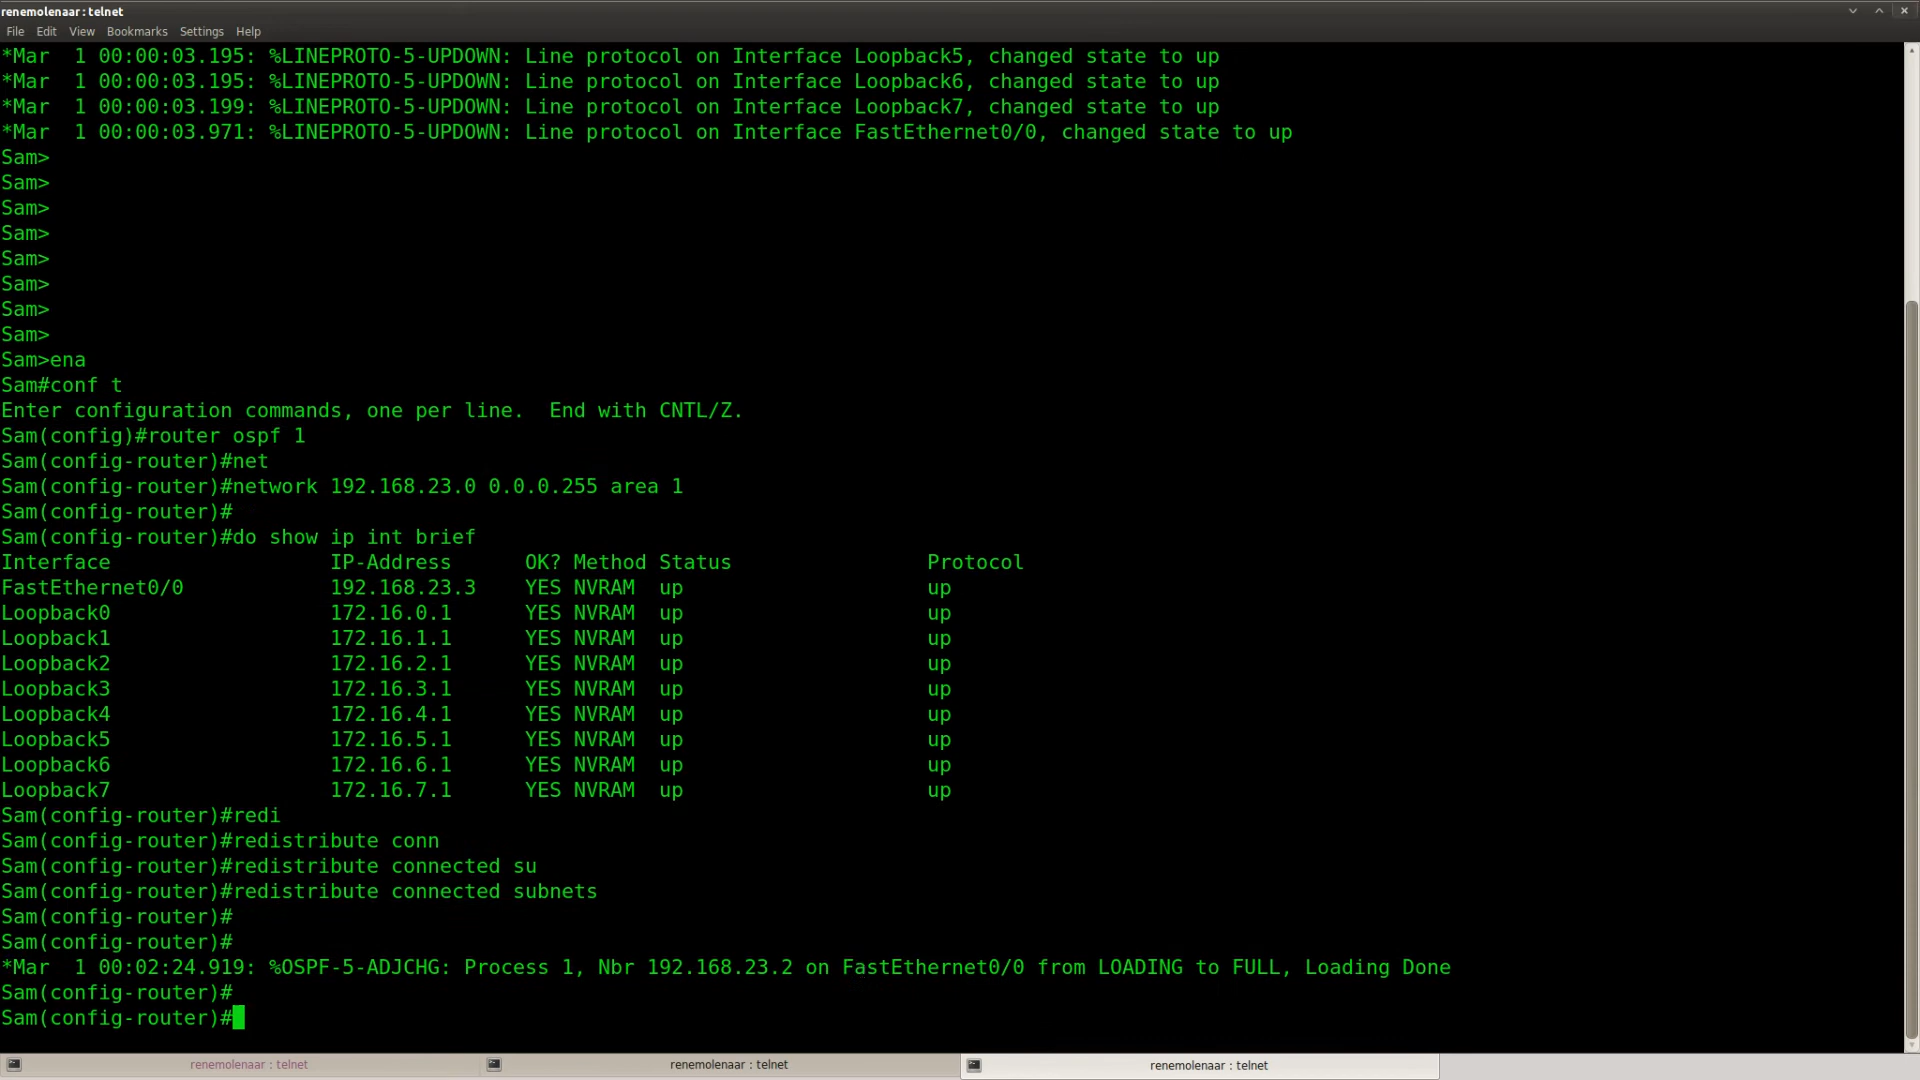 renemolenaar : telnet
File Edit View Bookmarks Settings Help
*Mar  1 00:00:03.195: %LINEPROTO-5-UPDOWN: Line protocol on Interface Loopback5, changed state to up
*Mar  1 00:00:03.195: %LINEPROTO-5-UPDOWN: Line protocol on Interface Loopback6, changed state to up
*Mar  1 00:00:03.199: %LINEPROTO-5-UPDOWN: Line protocol on Interface Loopback7, changed state to up
*Mar  1 00:00:03.971: %LINEPROTO-5-UPDOWN: Line protocol on Interface FastEthernet0/0, changed state to up
Sam>
Sam>
Sam>
Sam>
Sam>
Sam>
Sam>
Sam>
Sam>ena
Sam#conf t
Enter configuration commands, one per line.  End with CNTL/Z.
Sam(config)#router ospf 1
Sam(config-router)#net
Sam(config-router)#network 192.168.23.0 0.0.0.255 area 1
Sam(config-router)#
Sam(config-router)#do show ip int brief
Interface                  IP-Address      OK? Method Status                Protocol
FastEthernet0/0            192.168.23.3    YES NVRAM  up                    up
Loopback0                  172.16.0.1      YES NVRAM  up                    up
Loopback1                  172.16.1.1      YES NVRAM  up                    up
Loopback2                  172.16.2.1      YES NVRAM  up                    up
Loopback3                  172.16.3.1      YES NVRAM  up                    up
Loopback4                  172.16.4.1      YES NVRAM  up                    up
Loopback5                  172.16.5.1      YES NVRAM  up                    up
Loopback6                  172.16.6.1      YES NVRAM  up                    up
Loopback7                  172.16.7.1      YES NVRAM  up                    up
Sam(config-router)#redi
Sam(config-router)#redistribute conn
Sam(config-router)#redistribute connected su
Sam(config-router)#redistribute connected subnets
Sam(config-router)#
Sam(config-router)#
*Mar  1 00:02:24.919: %OSPF-5-ADJCHG: Process 1, Nbr 192.168.23.2 on FastEthernet0/0 from LOADING to FULL, Loading Done
Sam(config-router)#
Sam(config-router)#
renemolenaar : telnet renemolenaar : telnet renemolenaar : telnet